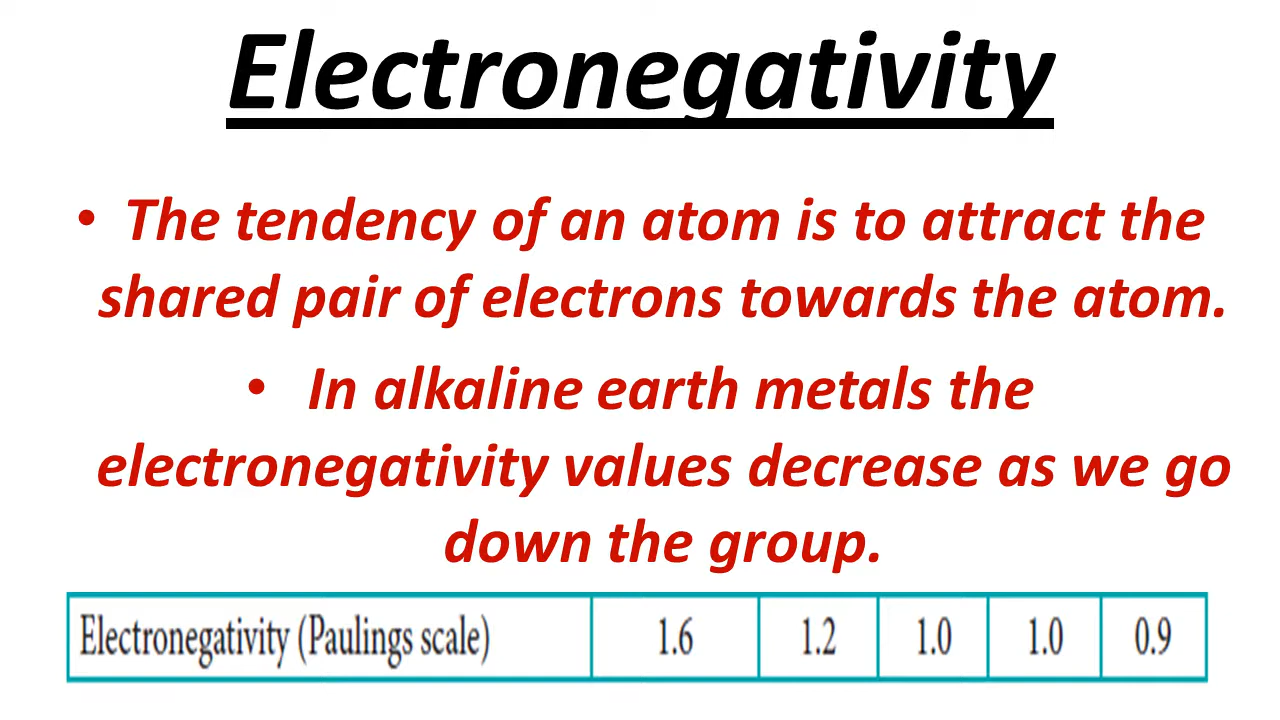 Electronegativity
• The tendency of an atom is to attract the
shared pair of electrons towards the atom.
• In alkaline earth metals the
electronegativity values decrease as we go
down the group.
Electronegativity (Paulings scale) 1.6 1.2 1.0 1.0 0.9